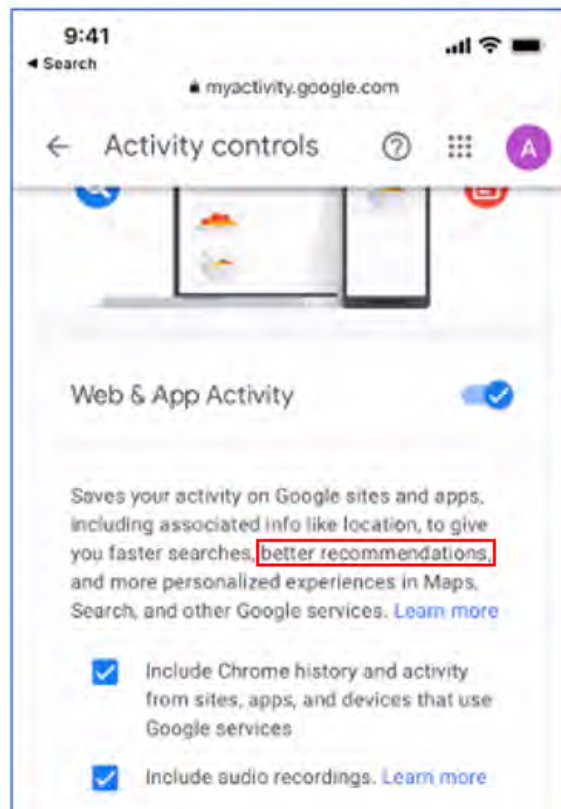 9:41
◀ Search
myactivity.google.com
← Activity controls
A
Web & App Activity
Saves your activity on Google sites and apps,
including associated info like location, to give
you faster searches, better recommendations,
and more personalized experiences in Maps,
Search, and other Google services. Learn more
Include Chrome history and activity
from sites, apps, and devices that use
Google services
Include audio recordings. Learn more